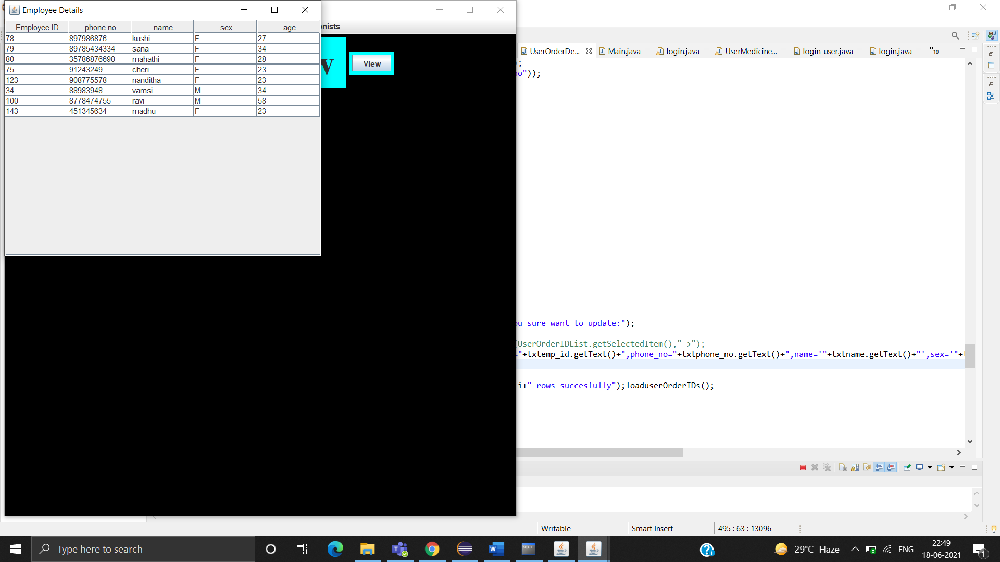 Employee Details
Employee ID phone no name sex age
78 897986876 kushi F 27
79 89785434334 sana F 34
80 35786876698 mahathi F 28
75 91243249 cheri F 23
123 908775578 nanditha F 23
34 88983948 vamsi M 34
100 8778474755 ravi M 58
143 451345634 madhu F 23
onists
View
UserOrderDe... Main.java login.java UserMedicine... login_user.java login.java »10
;
o"));
ou sure want to update:");
(UserOrderIDList.getSelectedItem(),"->");
="+txtemp_id.getText()+",phone_no="+txtphone_no.getText()+",name='"+txtname.getText()+"',sex='"+
+i+" rows succesfully");loaduserOrderIDs();
Writable Smart Insert 495 : 63 : 13096
Type here to search
29°C Haze ENG 22:49
18-06-2021
1